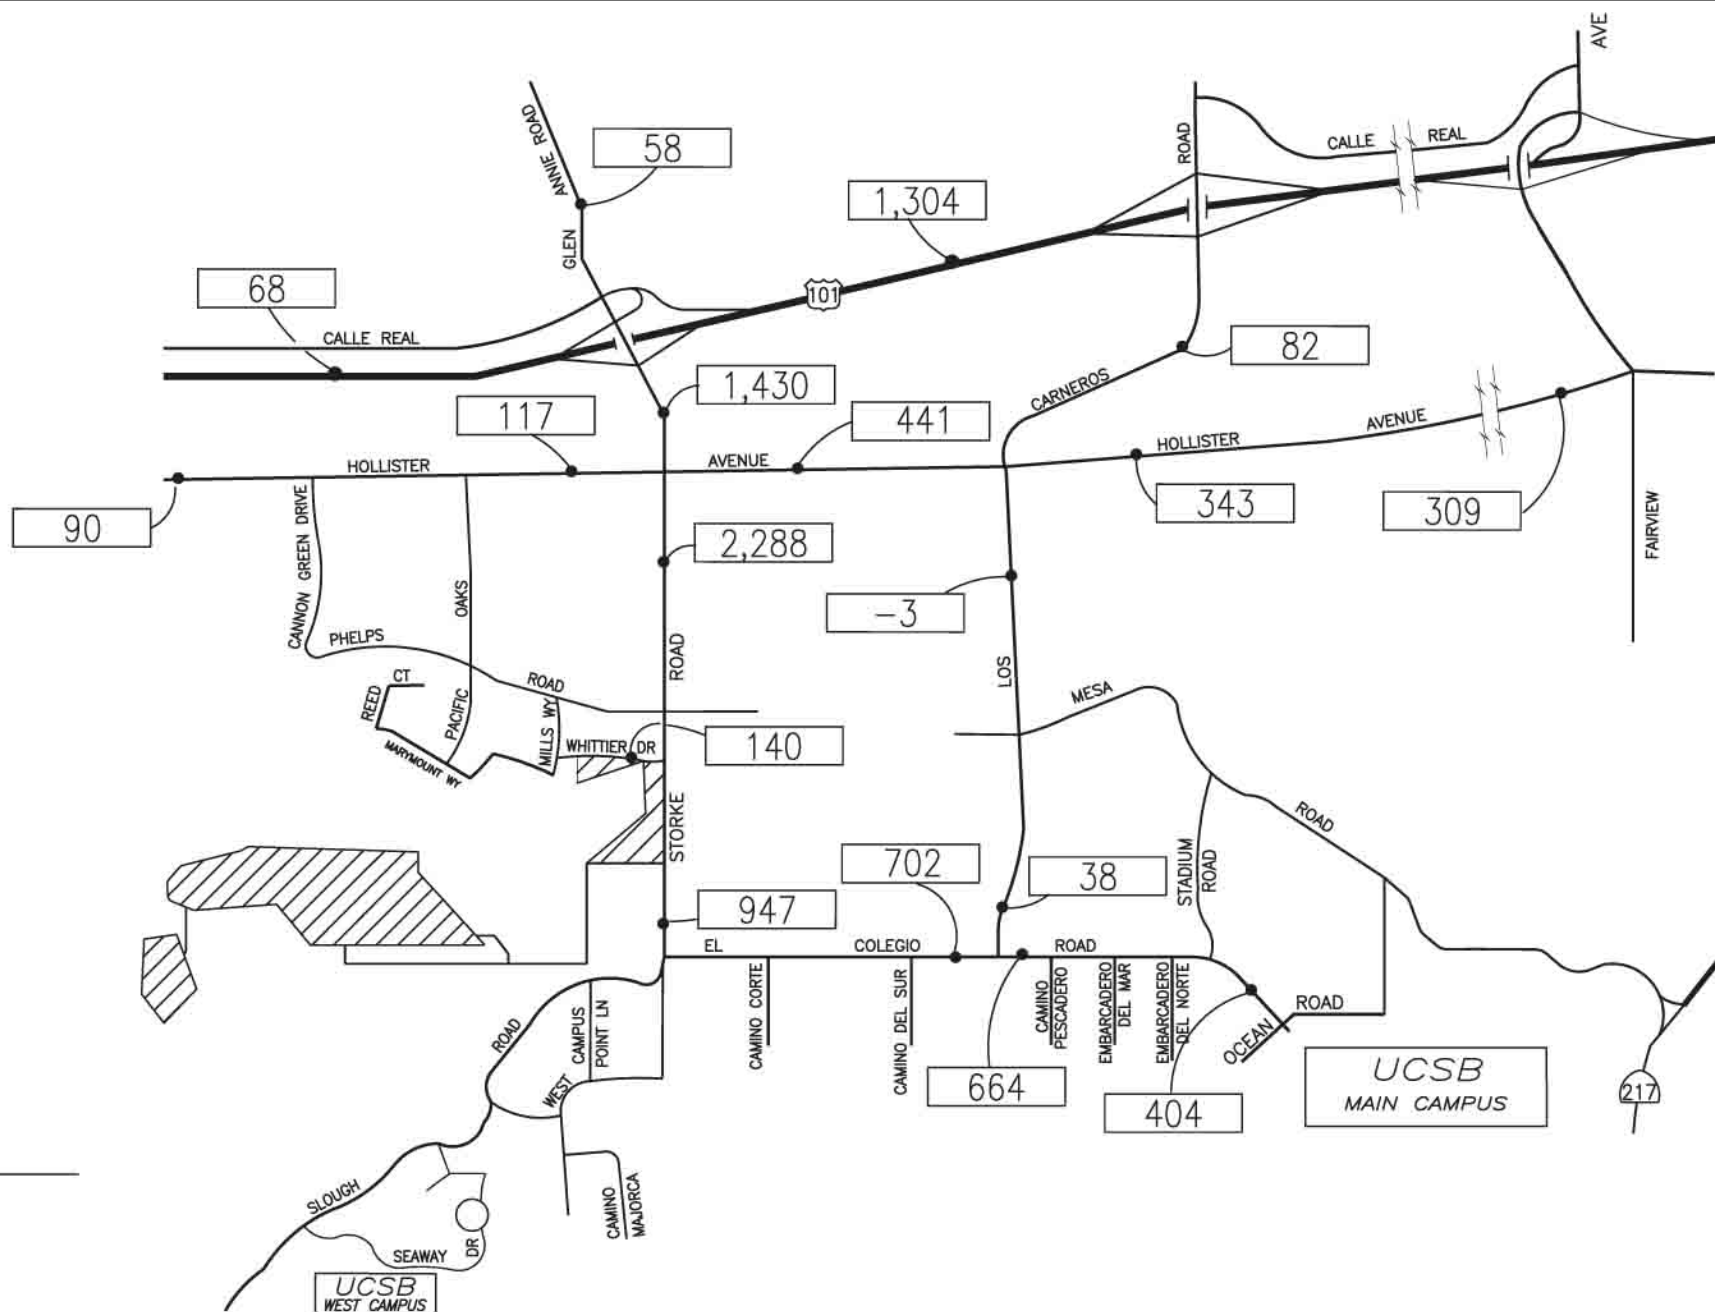 AVE
ANNIE ROAD
58
ROAD
CALLE REAL
1,304
GLEN
68
101
CALLE REAL
82
1,430
CARNEROS
117
441
AVENUE
HOLLISTER
HOLLISTER
AVENUE
90
343
309
CANNON GREEN DRIVE
2,288
FAIRVIEW
OAKS
-3
PHELPS
ROAD
LOS
CT
ROAD
MESA
REED
PACIFIC
MILLS WY
WHITTIER DR
140
MARYMOUNT WY
STORKE
ROAD
702
38
STADIUM
ROAD
947
EL COLEGIO ROAD
CAMINO CORTE
CAMINO DEL SUR
CAMINO
PESCADERO
EMBARCADERO
DEL MAR
EMBARCADERO
DEL NORTE
ROAD
OCEAN
ROAD
CAMPUS
POINT LN
WEST
664
404
UCSB
MAIN CAMPUS
217
SLOUGH
CAMINO
MAJORCA
SEAWAY
DR
UCSB
WEST CAMPUS